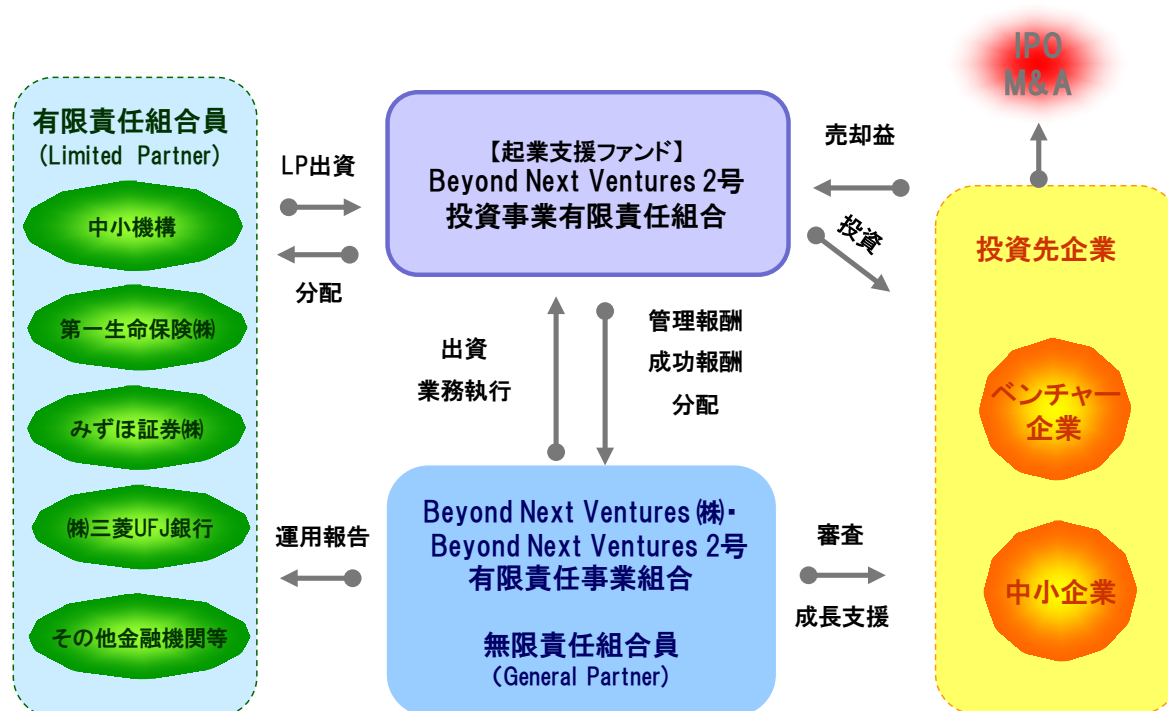 有限責任組合員
(Limited Partner)
中小機構
第一生命保険㈱
みずほ証券㈱
㈱三菱UFJ銀行
その他金融機関等
LP出資
分配
運用報告
【起業支援ファンド】
Beyond Next Ventures 2号
投資事業有限責任組合
出資
業務執行
管理報酬
成功報酬
分配
Beyond Next Ventures ㈱・
Beyond Next Ventures 2号
有限責任事業組合
無限責任組合員
(General Partner)
売却益
投資
審査
成長支援
IPO
M&A
投資先企業
ベンチャー
企業
中小企業